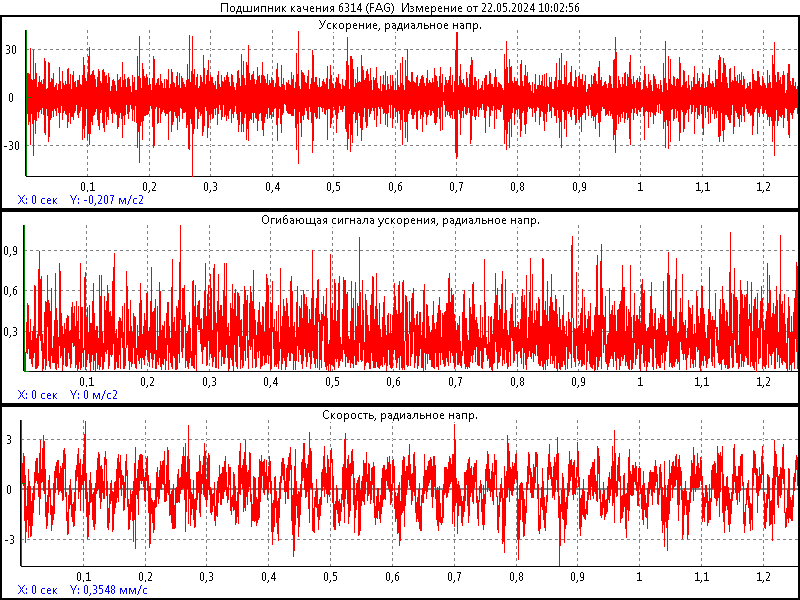 Подшипник качения 6314 (FAG) Измерение от 22.05.2024 10:02:56
Ускорение, радиальное напр.
30
0
-30
0,1 0,2 0,3 0,4 0,5 0,6 0,7 0,8 0,9 1 1,1 1,2
X: 0 сек Y: -0,207 м/с2
Огибающая сигнала ускорения, радиальное напр.
0,9
0,6
0,3
0,1 0,2 0,3 0,4 0,5 0,6 0,7 0,8 0,9 1 1,1 1,2
X: 0 сек Y: 0 м/с2
Скорость, радиальное напр.
3
0
-3
0,1 0,2 0,3 0,4 0,5 0,6 0,7 0,8 0,9 1 1,1 1,2
X: 0 сек Y: 0,3548 мм/с